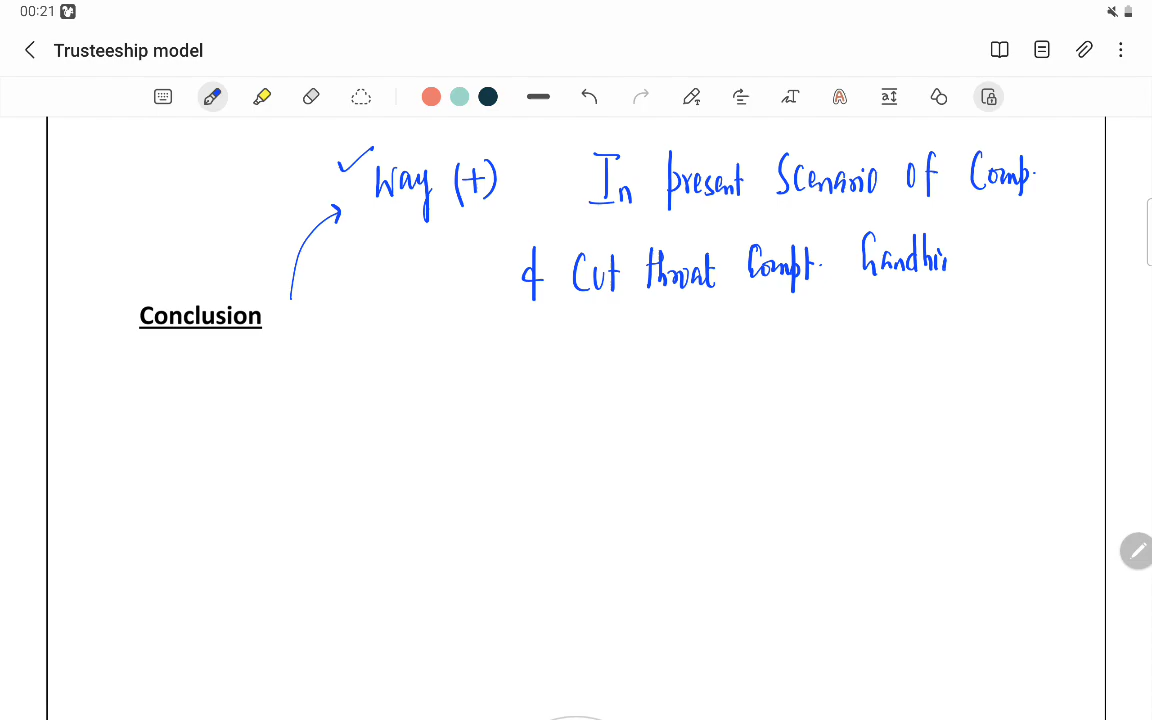 00:21
Trusteeship model
Way (+) In present Scenario of Comp.
& Cut throat Compt. Gandhi
Conclusion